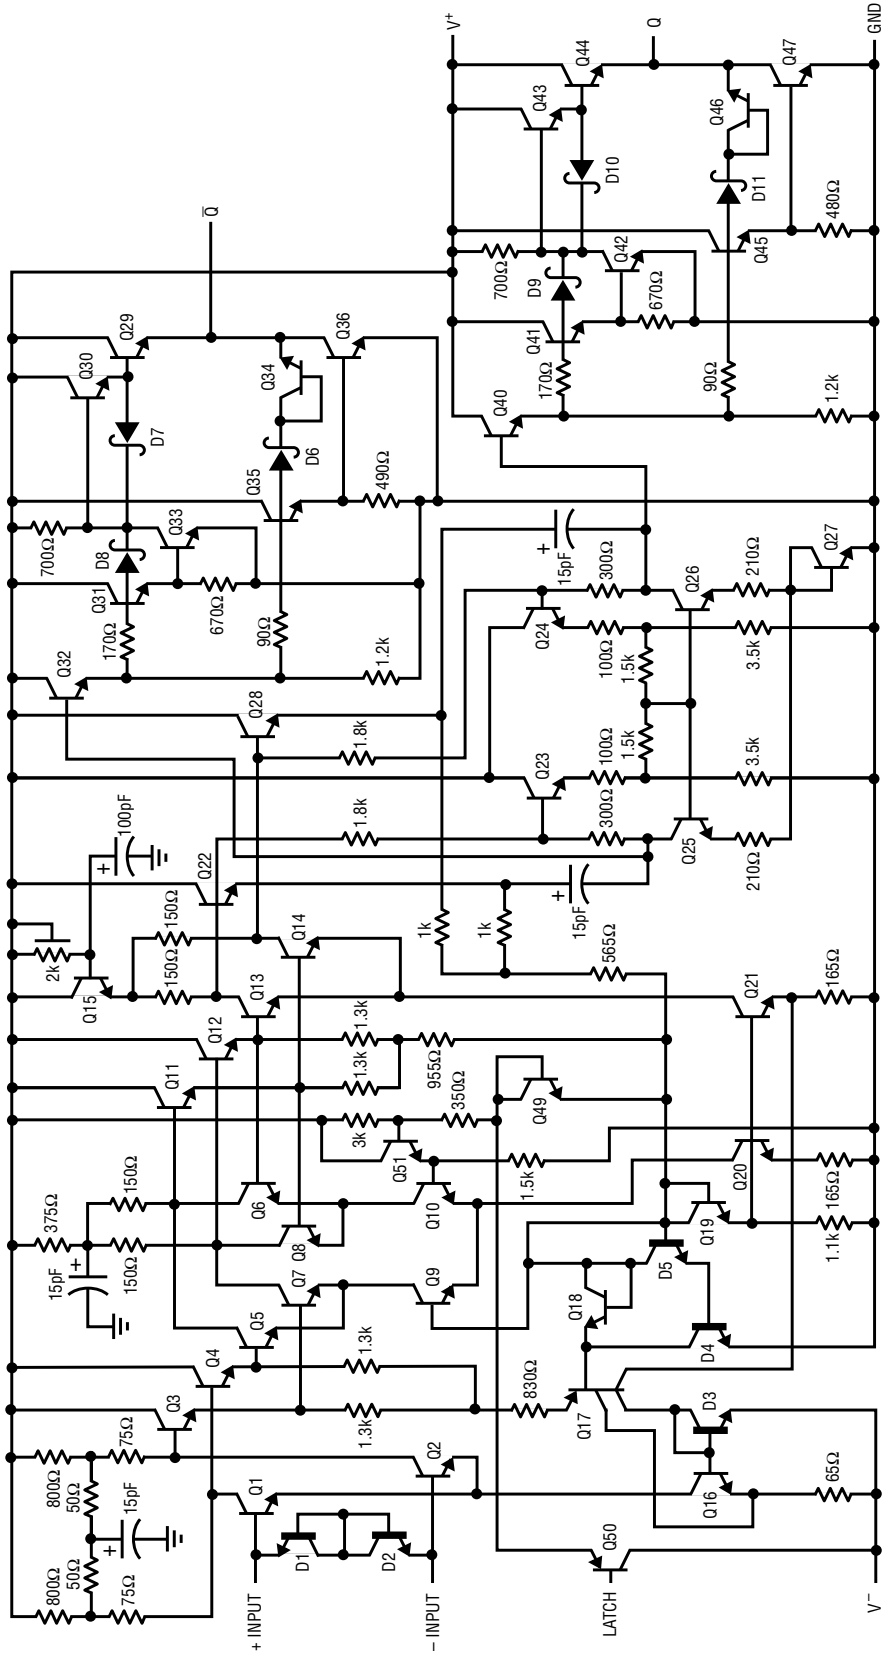 800Ω
50Ω
75Ω
+ INPUT
− INPUT
LATCH
V−
800Ω
50Ω
75Ω
15pF
D1
D2
Q50
Q1
Q2
Q16
65Ω
Q3
Q4
1.3k
1.3k
830Ω
Q17
D3
Q5
Q7
Q9
Q18
D4
D5
15pF
375Ω
150Ω
150Ω
Q6
Q8
Q10
Q19
1.1k
165Ω
Q20
Q51
3k
350Ω
1.5k
Q49
Q11
Q12
1.3k
1.3k
955Ω
Q15
2k
Q13
Q14
150Ω
150Ω
1k
1k
565Ω
Q21
165Ω
100pF
Q22
15pF
Q25
210Ω
1.8k
1.8k
Q23
300Ω
100Ω
1.5k
1.5k
3.5k
3.5k
Q28
Q24
100Ω
300Ω
15pF
Q26
210Ω
Q27
Q32
170Ω
Q31
D8
700Ω
670Ω
Q33
90Ω
1.2k
Q35
490Ω
D6
D7
Q30
Q29
Q34
Q36
Q̅
Q40
170Ω
Q41
D9
700Ω
670Ω
Q42
90Ω
1.2k
Q45
480Ω
D10
D11
Q43
Q44
Q46
Q47
V+
Q
GND